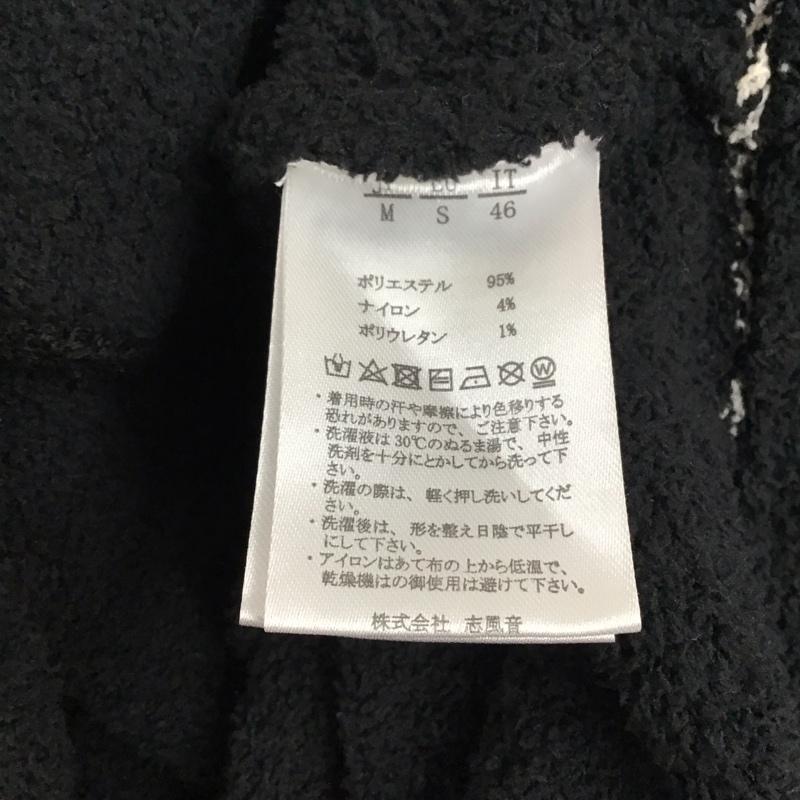 JP EU IT
M S 46
ポリエステル 95%
ナイロン 4%
ポリウレタン 1%
W
・着用時の汗や摩擦により色移りする
恐れがありますので、ご注意下さい。
・洗濯液は30℃のぬるま湯で、中性
洗剤を十分にとかしてから洗って下
さい。
・洗濯の際は、軽く押し洗いしてくだ
さい。
・洗濯後は、形を整え日陰で平干し
にして下さい。
・アイロンはあて布の上から低温で、
乾燥機はの御使用は避けて下さい。
株式会社 志風音